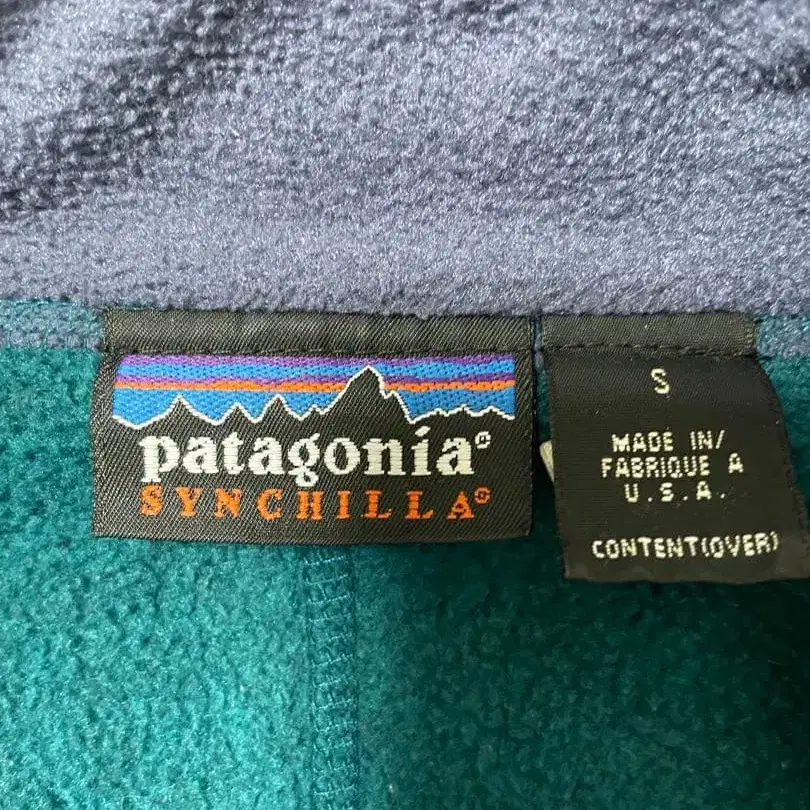 patagonia®
SYNCHILLA®
S
MADE IN/
FABRIQUE A
U.S.A.
CONTENT(OVER)